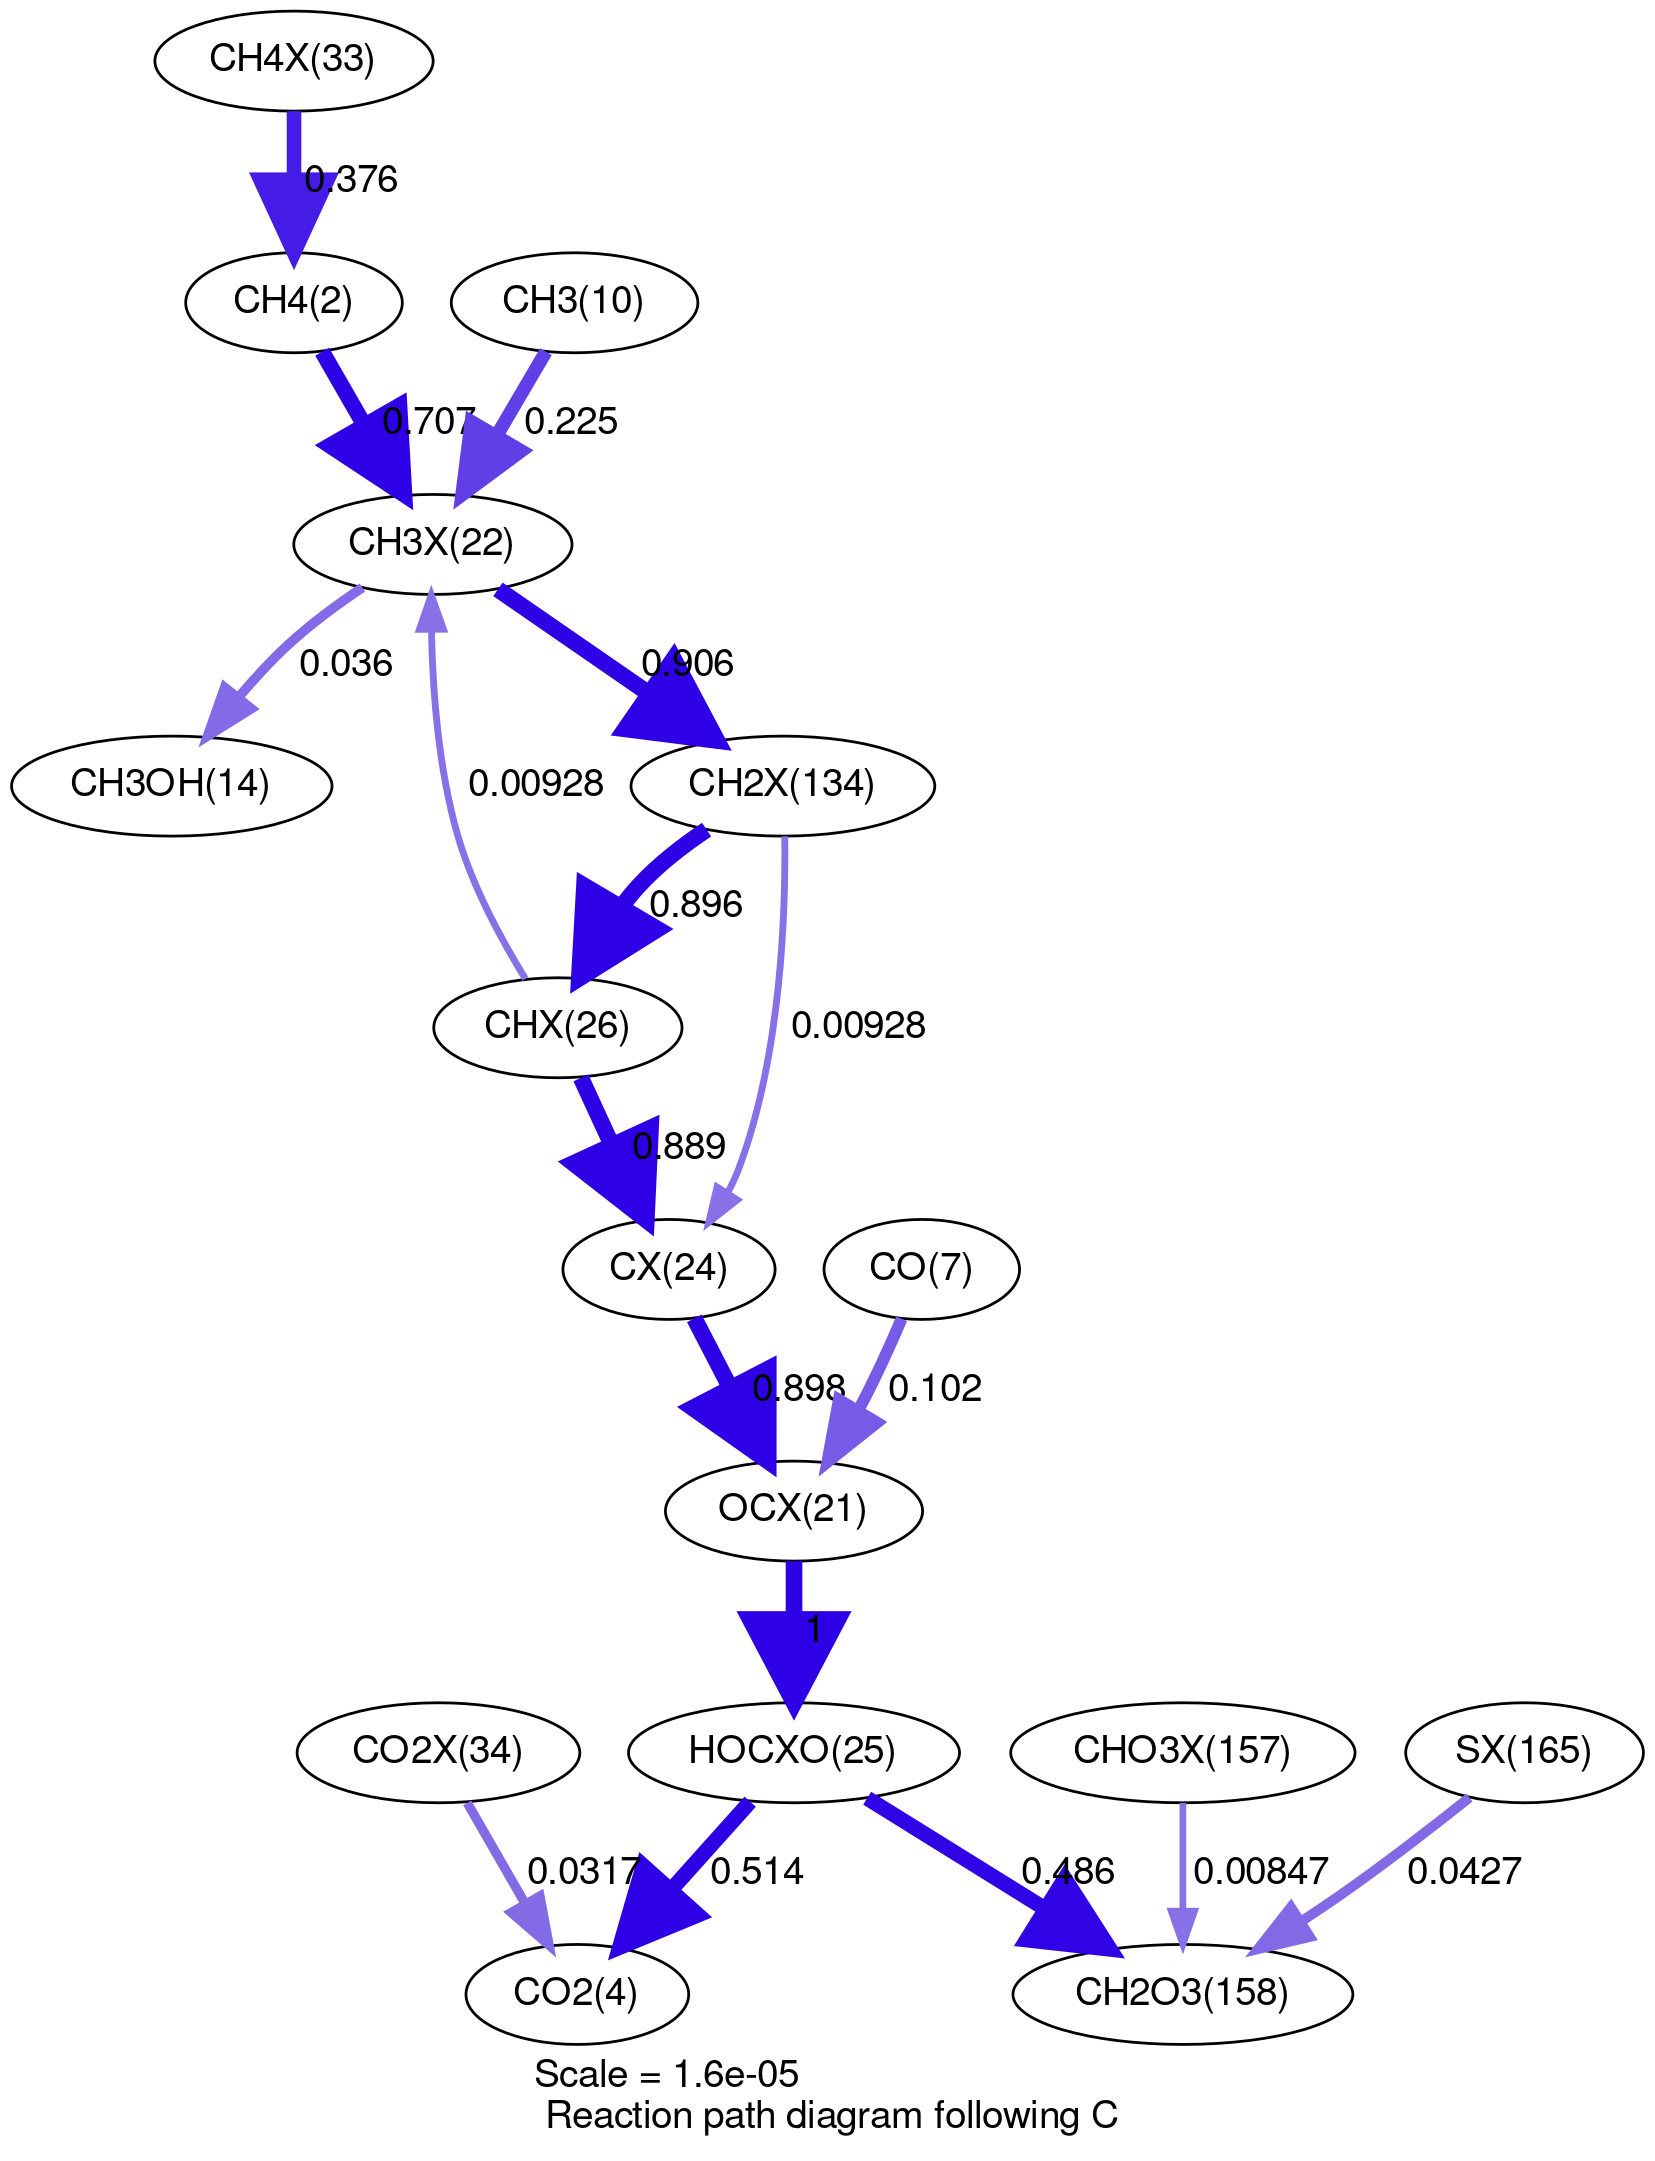 CH4X(33)
0.376
CH4(2)
CH3(10)
0.707
0.225
CH3X(22)
0.036
0.906
CH3OH(14)
0.00928
CH2X(134)
0.896
CHX(26)
0.00928
0.889
CX(24)
CO(7)
0.898
0.102
OCX(21)
1
CO2X(34)
HOCXO(25)
CHO3X(157)
SX(165)
0.0317
0.514
0.486
0.00847
0.0427
CO2(4)
CH2O3(158)
Scale = 1.6e-05
Reaction path diagram following C